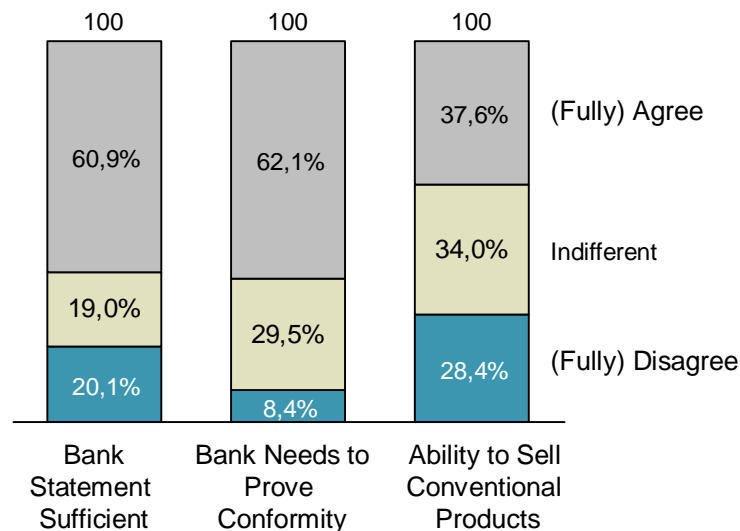 100
100
100
60,9%
62,1%
37,6%
(Fully) Agree
19,0%
29,5%
34,0%
Indifferent
20,1%
8,4%
28,4%
(Fully) Disagree
Bank
Statement
Sufficient
Bank Needs to
Prove
Conformity
Ability to Sell
Conventional
Products